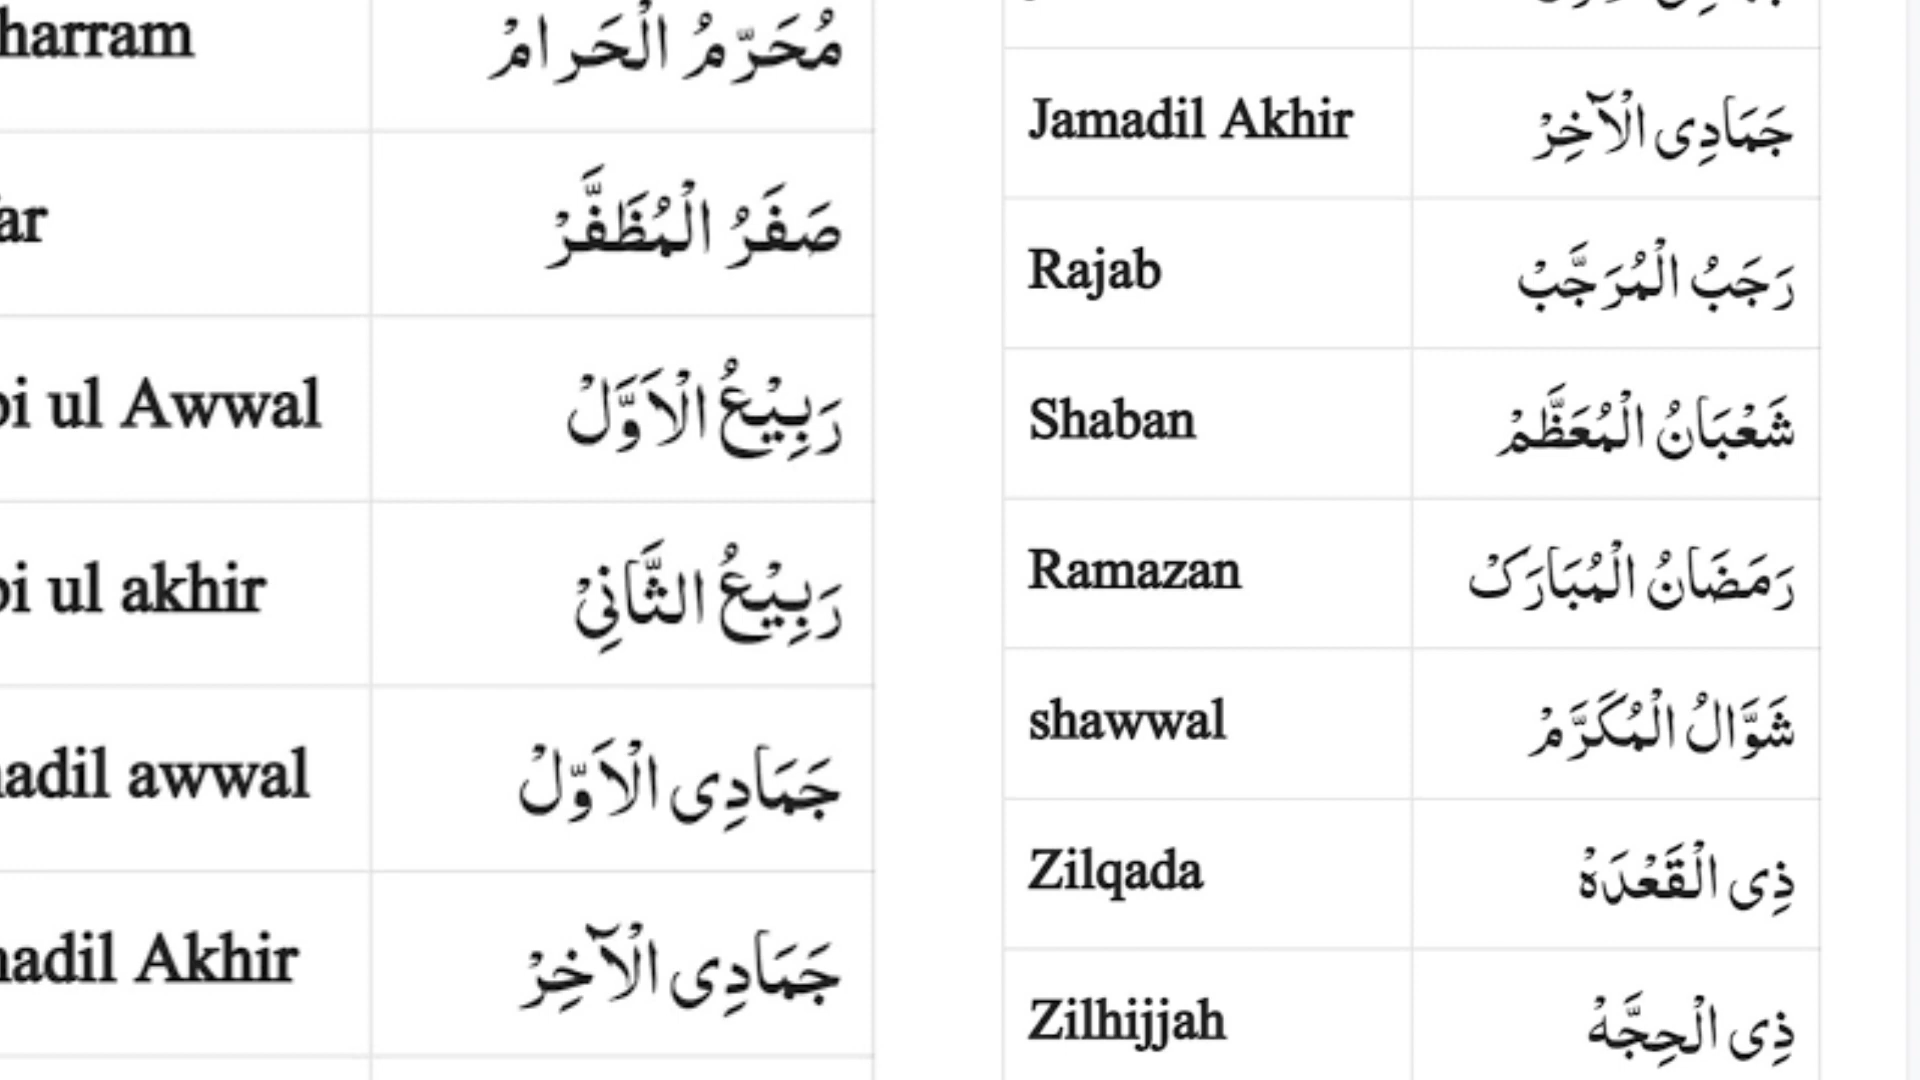 harram مُحَرّمُ الْحَرامْ
ar صَفَرُ الْمُظَفَّرْ
bi ul Awwal رَبِيْعُ الْاَوَّلْ
bi ul akhir رَبِيْعُ الثَّانِیْ
nadil awwal جَمَادِی الْاَوّلْ
nadil Akhir جَمَادِی الْآخِرْ
Jamadil Akhir جَمَادِی الْآخِرْ
Rajab رَجَبُ الْمُرَجَّبْ
Shaban شَعْبَانُ الْمُعَظَّمْ
Ramazan رَمَضَانُ الْمُبَارَکْ
shawwal شَوَّالُ الْمُكَرَّمْ
Zilqada ذِی الْقَعْدَهْ
Zilhijjah ذِی الْحِجَّهْ